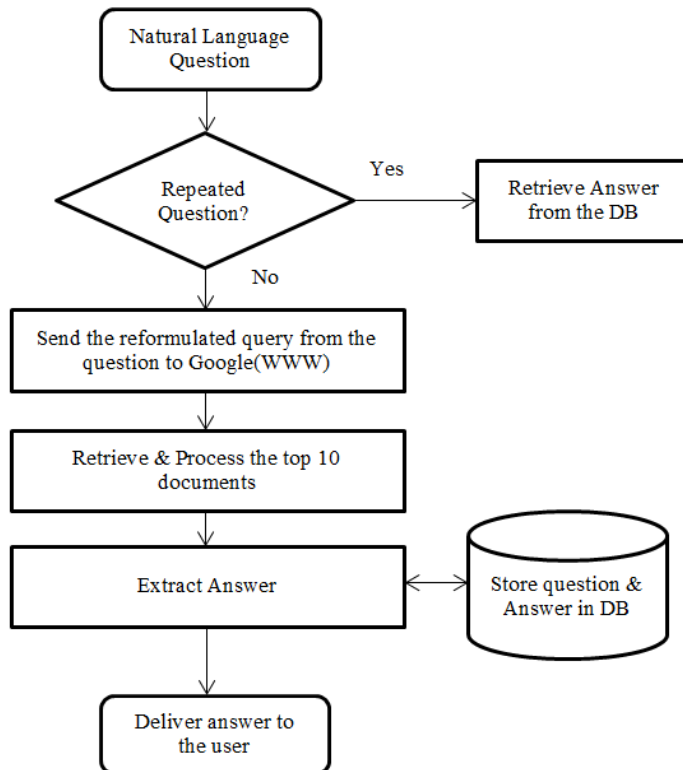 Natural Language
Question
Repeated
Question?
Yes
Retrieve Answer
from the DB
No
Send the reformulated query from the
question to Google(WWW)
Retrieve & Process the top 10
documents
Extract Answer
Store question &
Answer in DB
Deliver answer to
the user